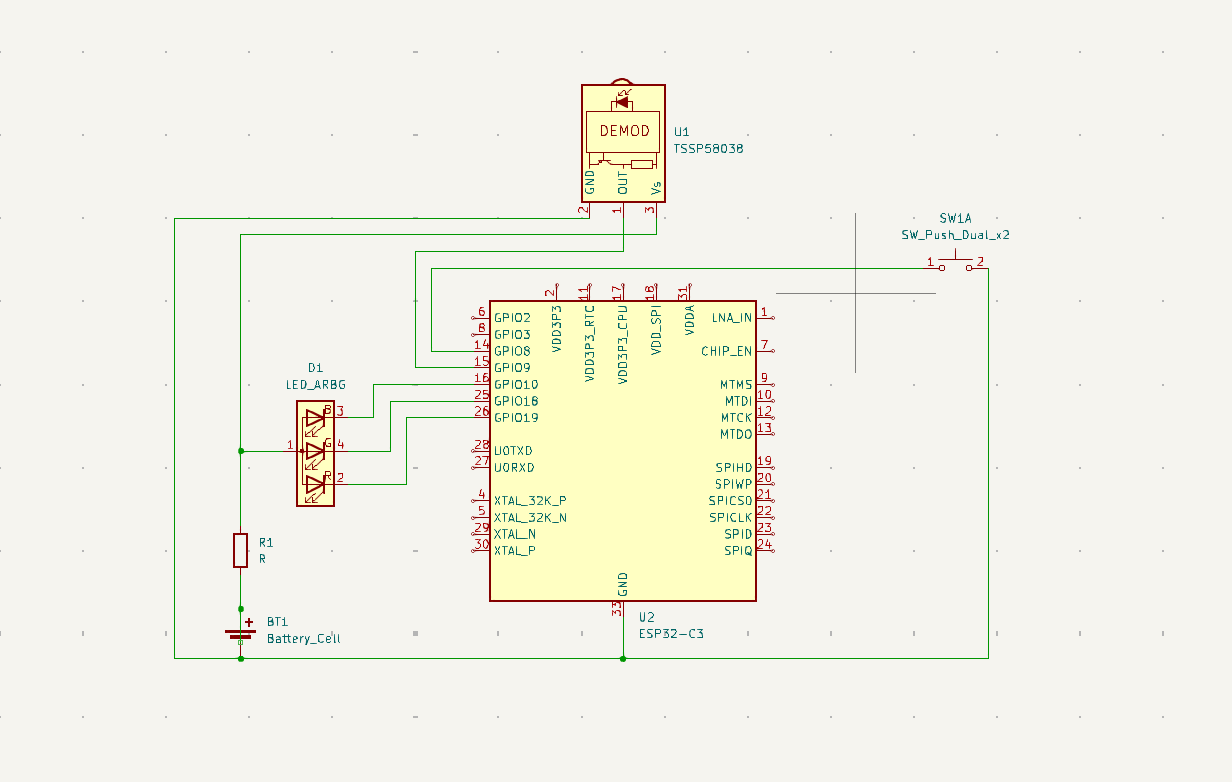 DEMOD
U1
TSSP58038
GND
OUT
Vs
2
1
3
SW1A
SW_Push_Dual_x2
1
2
2
11
17
18
31
VDD3P3
VDD3P3_RTC
VDD3P3_CPU
VDD_SPI
VDDA
6 GPIO2
8 GPIO3
14 GPIO8
15 GPIO9
16 GPIO10
25 GPIO18
26 GPIO19
28 U0TXD
27 U0RXD
4 XTAL_32K_P
5 XTAL_32K_N
29 XTAL_N
30 XTAL_P
LNA_IN 1
CHIP_EN 7
MTMS 9
MTDI 10
MTCK 12
MTDO 13
SPIHD 19
SPIWP 20
SPICS0 21
SPICLK 22
SPID 23
SPIQ 24
GND
33
U2
ESP32-C3
D1
LED_ARBG
B 3
1 G 4
R 2
R1
R
+
BT1
Battery_Cell